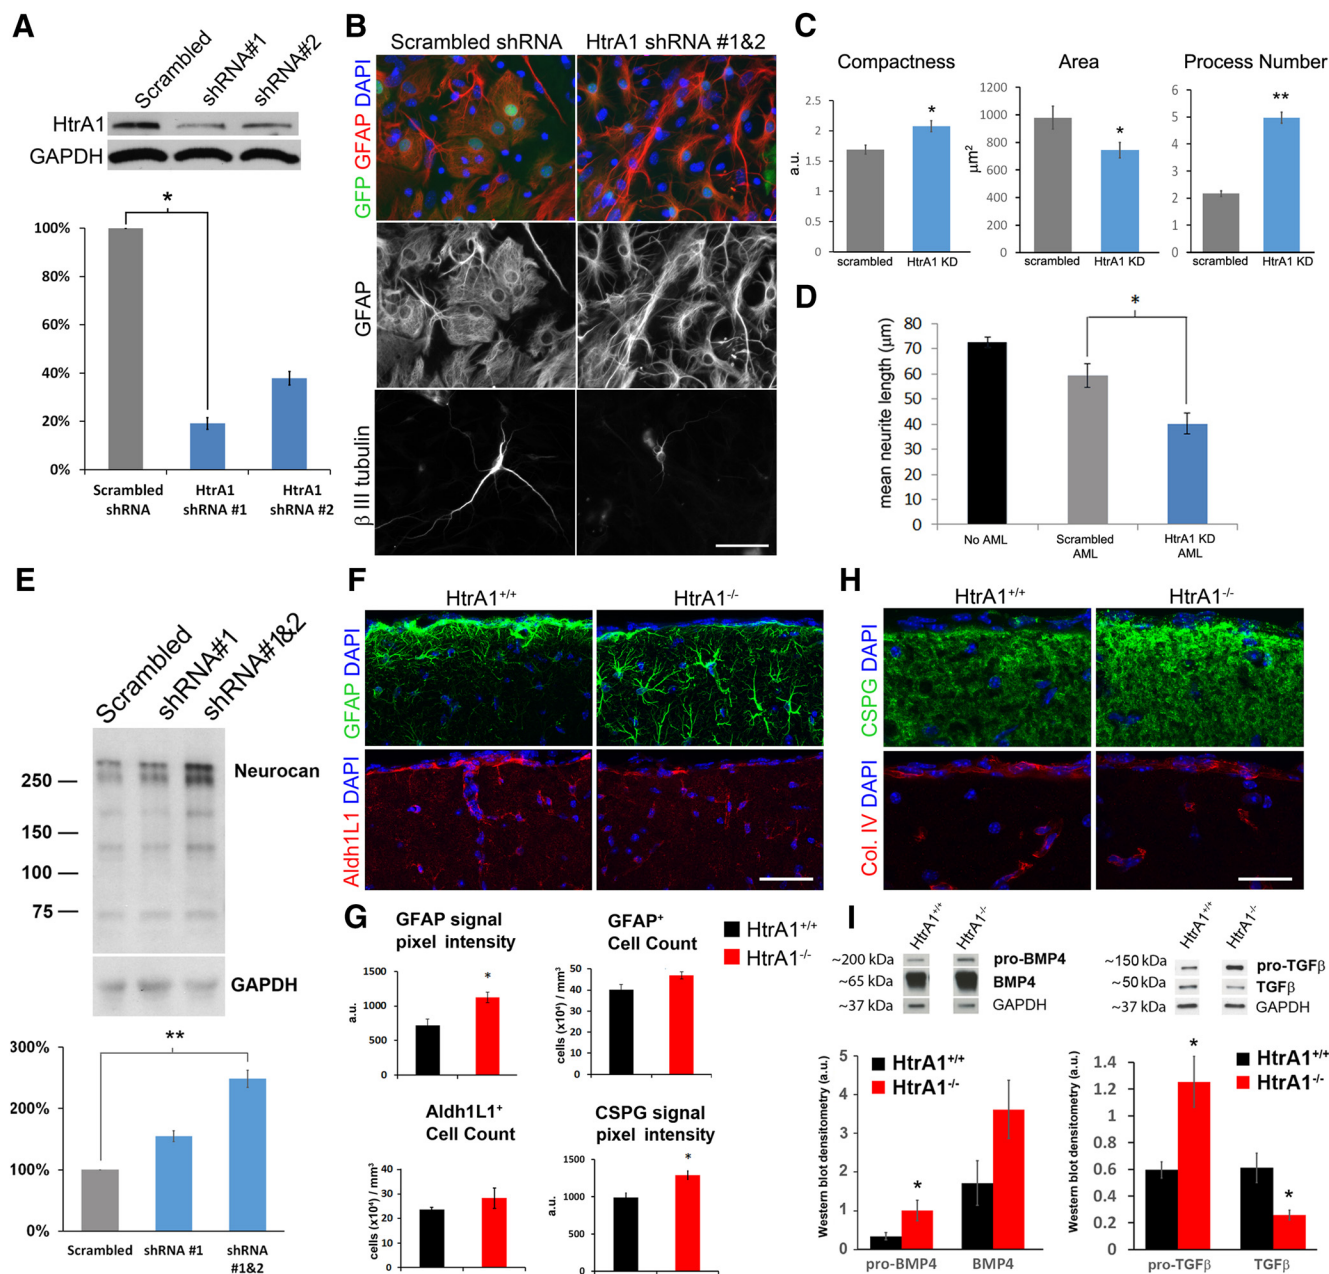 A
Scrambled
shRNA#1
shRNA#2
HtrA1
GAPDH
*
100%
80%
60%
40%
20%
0%
Scrambled
shRNA
HtrA1
shRNA #1
HtrA1
shRNA #2
B
Scrambled shRNA
HtrA1 shRNA #1&2
GFP GFAP DAPI
GFAP
β III tubulin
C
Compactness
2.5
2
1.5
1
0.5
0
a.u.
*
scrambled
HtrA1 KD
Area
1200
1000
800
600
400
200
0
μm²
*
scrambled
HtrA1 KD
Process Number
6
5
4
3
2
1
0
**
scrambled
HtrA1 KD
D
*
mean neurite length (μm)
80
70
60
50
40
30
20
10
0
No AML
Scrambled
AML
HtrA1 KD
AML
E
Scrambled
shRNA#1
shRNA#1&2
250
150
100
75
Neurocan
GAPDH
**
300%
200%
100%
0%
Scrambled
shRNA #1
shRNA
#1&2
F
HtrA1+/+
HtrA1-/-
GFAP DAPI
Aldh1L1 DAPI
G
HtrA1+/+
HtrA1-/-
GFAP signal
pixel intensity
1500
1000
500
0
a.u.
*
GFAP+
Cell Count
50
40
30
20
10
0
cells (x10⁴) / mm³
Aldh1L1+
Cell Count
40
30
20
10
0
cells (x10⁴) / mm³
CSPG signal
pixel intensity
1500
1000
500
0
a.u.
*
H
HtrA1+/+
HtrA1-/-
CSPG DAPI
Col. IV DAPI
I
HtrA1+/+
HtrA1-/-
~200 kDa
~65 kDa
~37 kDa
pro-BMP4
BMP4
GAPDH
HtrA1+/+
HtrA1-/-
~150 kDa
~50 kDa
~37 kDa
pro-TGFβ
TGFβ
GAPDH
Western blot densitometry (a.u.)
5
4
3
2
1
0
HtrA1+/+
HtrA1-/-
*
pro-BMP4
BMP4
Western blot densitometry (a.u.)
1.4
1.2
1
0.8
0.6
0.4
0.2
0
HtrA1+/+
HtrA1-/-
*
*
pro-TGFβ
TGFβ